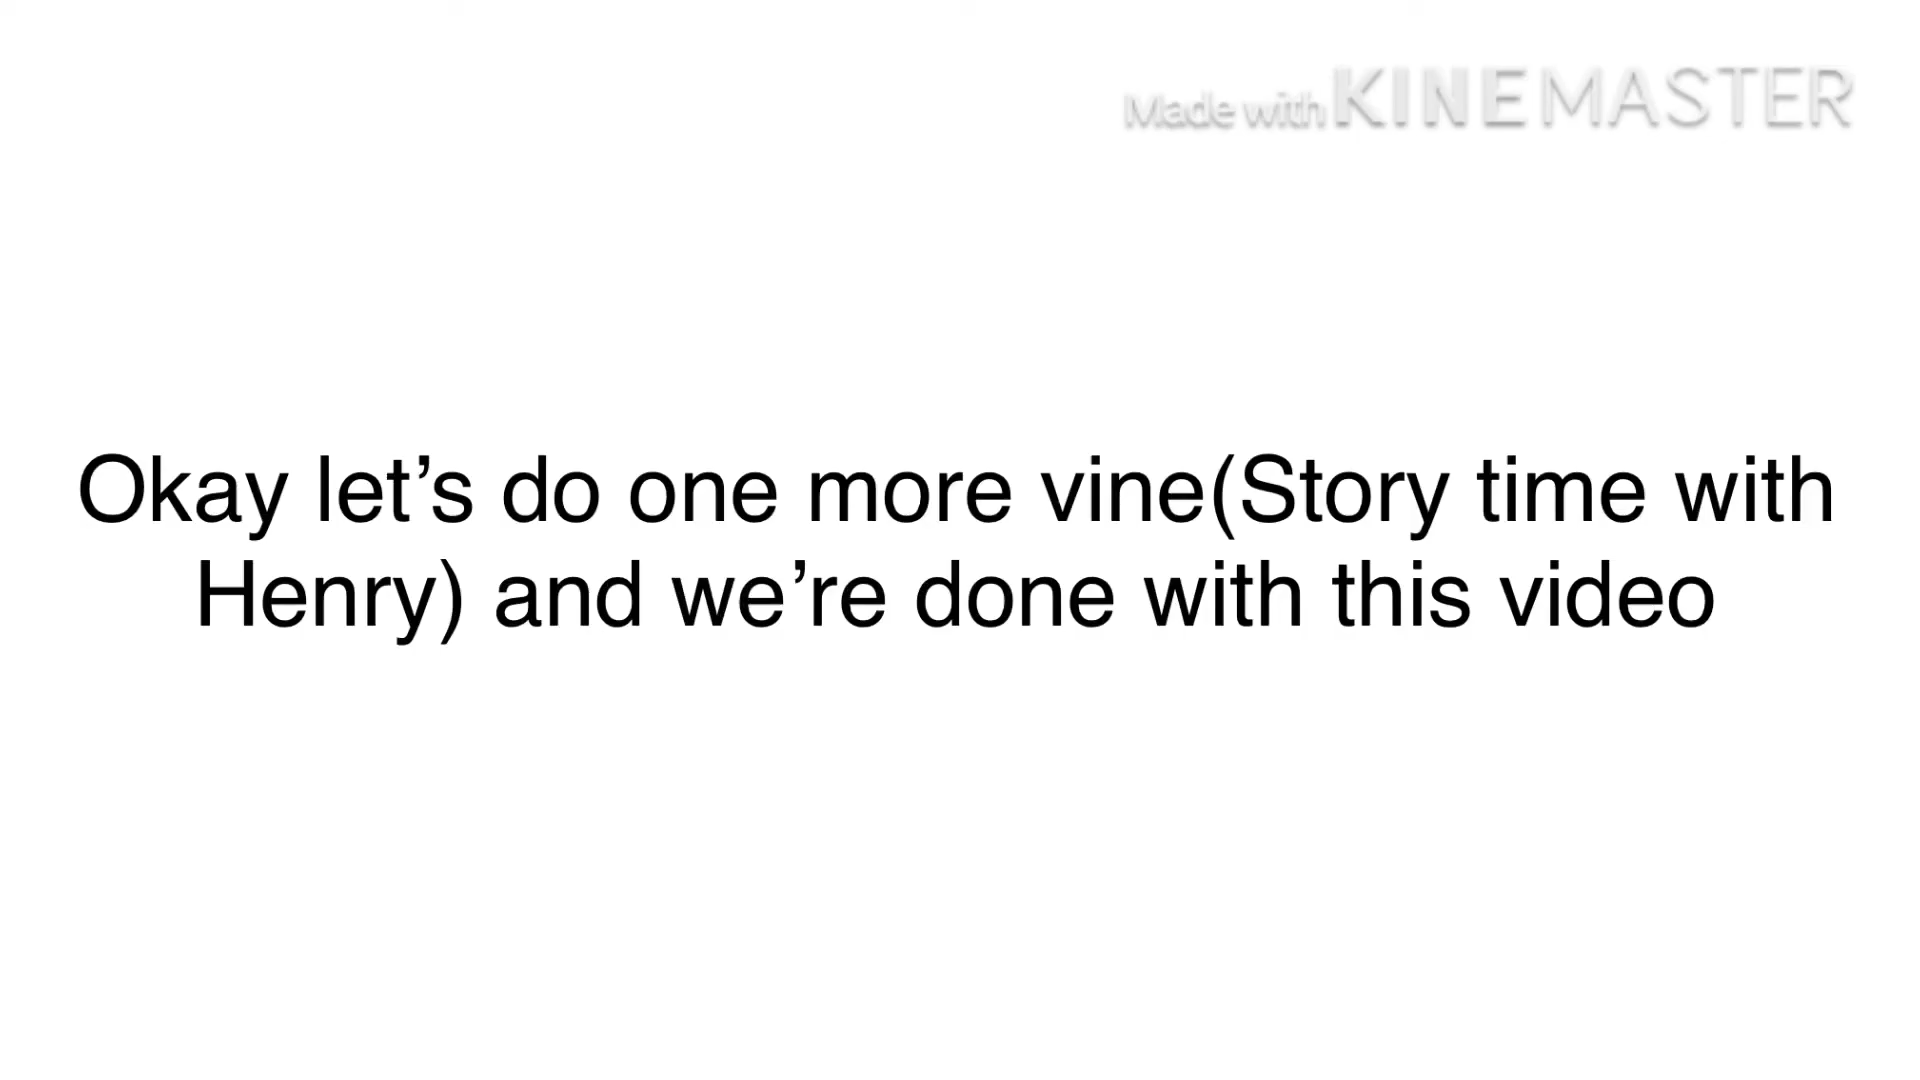 Made with KINEMASTER
Okay let’s do one more vine(Story time with
Henry) and we’re done with this video